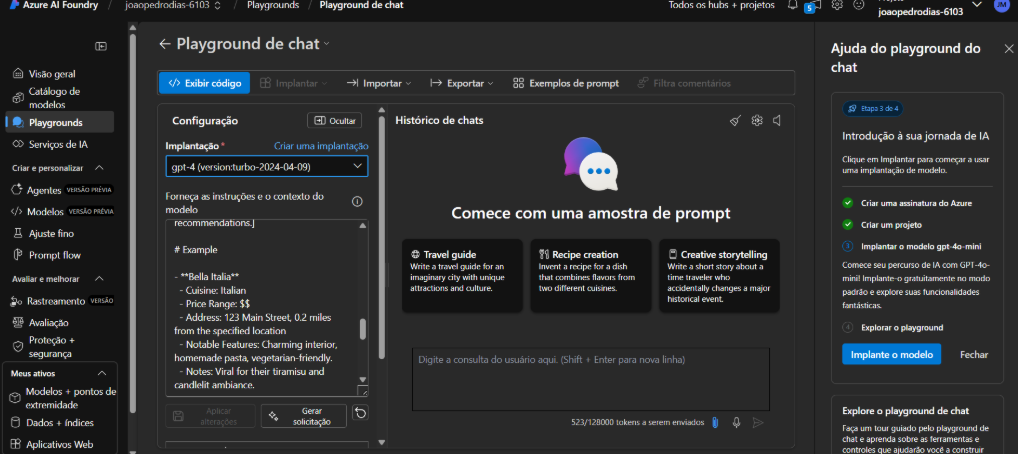 Azure AI Foundry / joaopedrodias-6103 / Playgrounds / Playground de chat
Todos os hubs + projetos
5
joaopedrodias-6103
JM
Visão geral
Catálogo de
modelos
Playgrounds
Serviços de IA
Criar e personalizar
Agentes VERSÃO PRÉVIA
Modelos VERSÃO PRÉVIA
Ajuste fino
Prompt flow
Avaliar e melhorar
Rastreamento VERSÃO
Avaliação
Proteção +
segurança
Meus ativos
Modelos + pontos de
extremidade
Dados + índices
Aplicativos Web
Playground de chat
Exibir código
Implantar
Importar
Exportar
Exemplos de prompt
Filtra comentários
Configuração
Ocultar
Implantação *
Criar uma implantação
gpt-4 (version:turbo-2024-04-09)
Forneça as instruções e o contexto do
modelo
recommendations.]
# Example
- **Bella Italia**
- Cuisine: Italian
- Price Range: $$
- Address: 123 Main Street, 0.2 miles
from the specified location
- Notable Features: Charming interior,
homemade pasta, vegetarian-friendly.
- Notes: Viral for their tiramisu and
candlelit ambiance.
Aplicar
alterações
Gerar
solicitação
Histórico de chats
Comece com uma amostra de prompt
Travel guide
Write a travel guide for an
imaginary city with unique
attractions and culture.
Recipe creation
Invent a recipe for a dish
that combines flavors from
two different cuisines.
Creative storytelling
Write a short story about a
time traveler who
accidentally changes a major
historical event.
Digite a consulta do usuário aqui. (Shift + Enter para nova linha)
523/128000 tokens a serem enviados
Ajuda do playground do
chat
Etapa 3 de 4
Introdução à sua jornada de IA
Clique em Implantar para começar a usar
uma implantação de modelo.
Criar uma assinatura do Azure
Criar um projeto
3 Implantar o modelo gpt-4o-mini
Comece seu percurso de IA com GPT-4o-
mini! Implante-o gratuitamente no modo
padrão e explore suas funcionalidades
fantásticas.
4 Explorar o playground
Implante o modelo
Fechar
Explore o playground de chat
Faça um tour guiado pelo playground de
chat e aprenda sobre as ferramentas e
controles que ajudarão você a construir